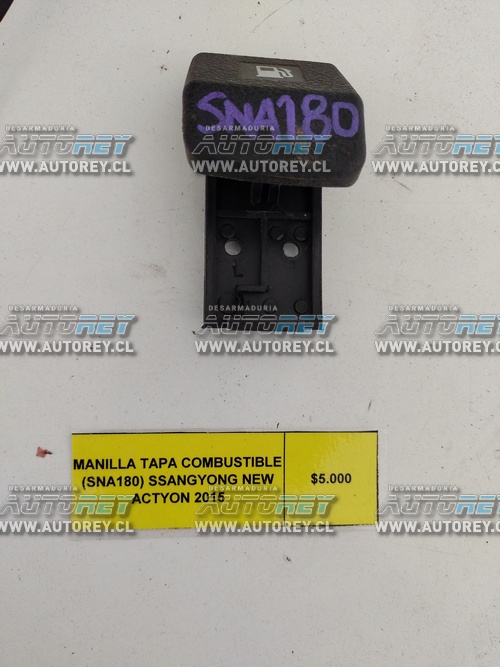 SNA180
DESARMADURIA
AUTOREY
WWW.AUTOREY.CL
L
MANILLA TAPA COMBUSTIBLE
(SNA180) SSANGYONG NEW
ACTYON 2015
$5.000